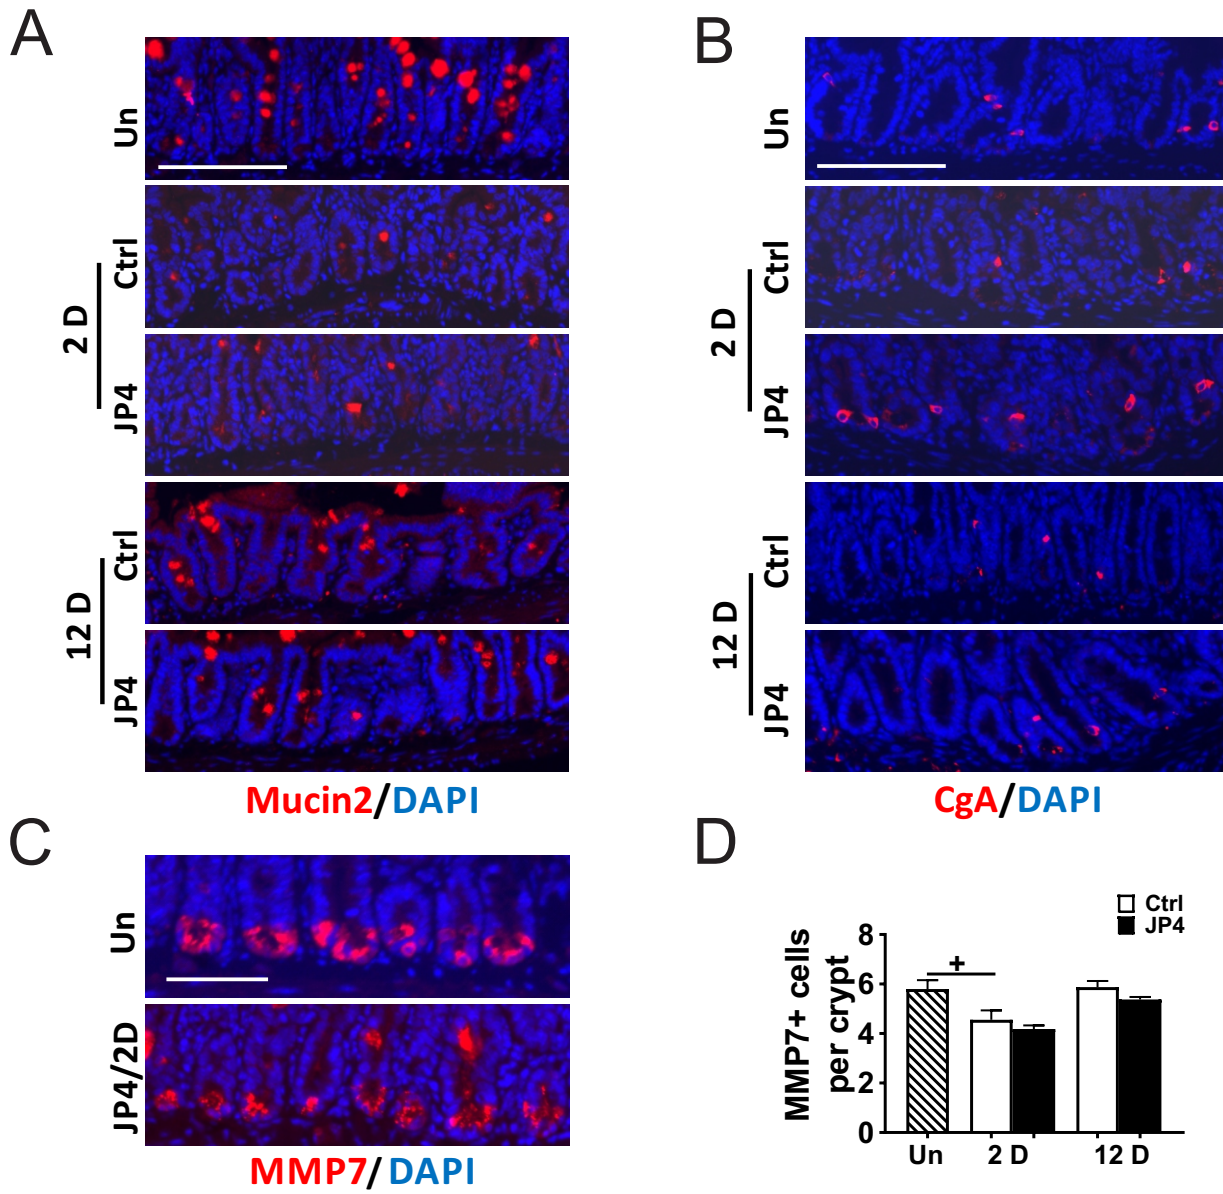 A
Un
Ctrl
2 D
JP4
Ctrl
12 D
JP4
Mucin2/DAPI
B
Un
Ctrl
2 D
JP4
Ctrl
12 D
JP4
CgA/DAPI
C
Un
JP4/2D
MMP7/ DAPI
D
Ctrl
JP4
MMP7+ cells
per crypt
8
6
4
2
0
+
Un
2 D
12 D